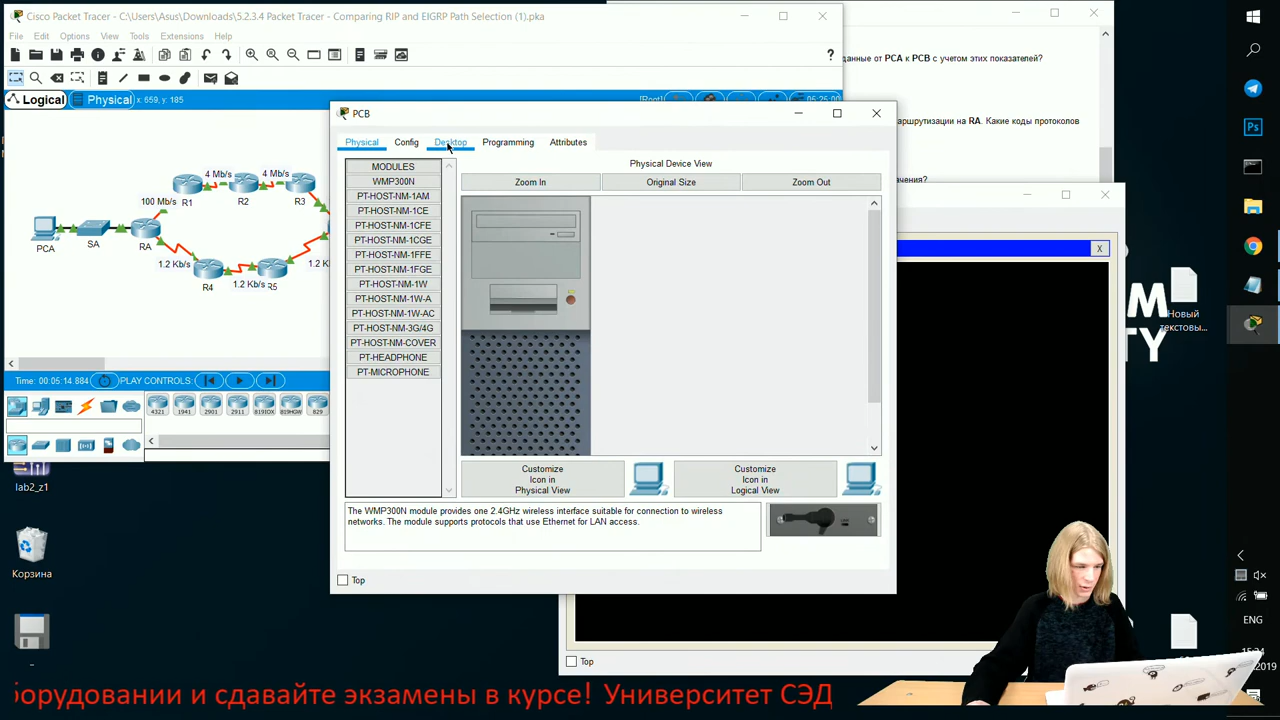 Cisco Packet Tracer - C:\Users\Asus\Downloads\5.2.3.4 Packet Tracer - Comparing RIP and EIGRP Path Selection (1).pka
File Edit Options View Tools Extensions Help
?
Logical Physical x: 659, y: 185
[Root] 05:25:00
данные от PCA к PCB с учетом этих показателей?
маршрутизации на RA. Какие коды протоколов
PCB
Physical Config Desktop Programming Attributes
MODULES
WMP300N
PT-HOST-NM-1AM
PT-HOST-NM-1CE
PT-HOST-NM-1CFE
PT-HOST-NM-1CGE
PT-HOST-NM-1FFE
PT-HOST-NM-1FGE
PT-HOST-NM-1W
PT-HOST-NM-1W-A
PT-HOST-NM-1W-AC
PT-HOST-NM-3G/4G
PT-HOST-NM-COVER
PT-HEADPHONE
PT-MICROPHONE
Physical Device View
Zoom In Original Size Zoom Out
Customize
Icon in
Physical View
Customize
Icon in
Logical View
The WMP300N module provides one 2.4GHz wireless interface suitable for connection to wireless
networks. The module supports protocols that use Ethernet for LAN access.
Top
4 Mb/s 4 Mb/s
R1 R2 R3
100 Mb/s
PCA SA RA
1.2 Kb/s 1.2 K
R4 1.2 Kb/s R5
Time: 00:05:14.884 PLAY CONTROLS:
4321 1941 2901 2911 819IOX 819HGW 829
X
Top
lab2_z1
Корзина
Новый
текстовы...
ENG
борудовании и сдавайте экзамены в курсе! Университет СЭД